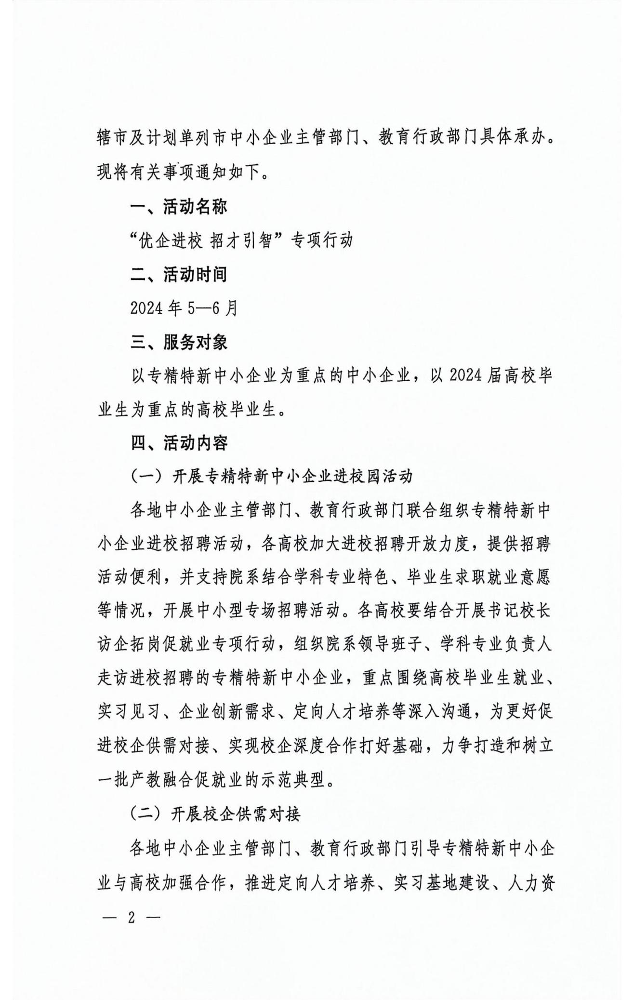 辖市及计划单列市中小企业主管部门、教育行政部门具体承办。
现将有关事项通知如下。
一、活动名称
“优企进校 招才引智”专项行动
二、活动时间
2024 年 5—6 月
三、服务对象
以专精特新中小企业为重点的中小企业，以 2024 届高校毕
业生为重点的高校毕业生。
四、活动内容
（一）开展专精特新中小企业进校园活动
各地中小企业主管部门、教育行政部门联合组织专精特新中
小企业进校招聘活动，各高校加大进校招聘开放力度，提供招聘
活动便利，并支持院系结合学科专业特色、毕业生求职就业意愿
等情况，开展中小型专场招聘活动。各高校要结合开展书记校长
访企拓岗促就业专项行动，组织院系领导班子、学科专业负责人
走访进校招聘的专精特新中小企业，重点围绕高校毕业生就业、
实习见习、企业创新需求、定向人才培养等深入沟通，为更好促
进校企供需对接、实现校企深度合作打好基础，力争打造和树立
一批产教融合促就业的示范典型。
（二）开展校企供需对接
各地中小企业主管部门、教育行政部门引导专精特新中小企
业与高校加强合作，推进定向人才培养、实习基地建设、人力资
— 2 —